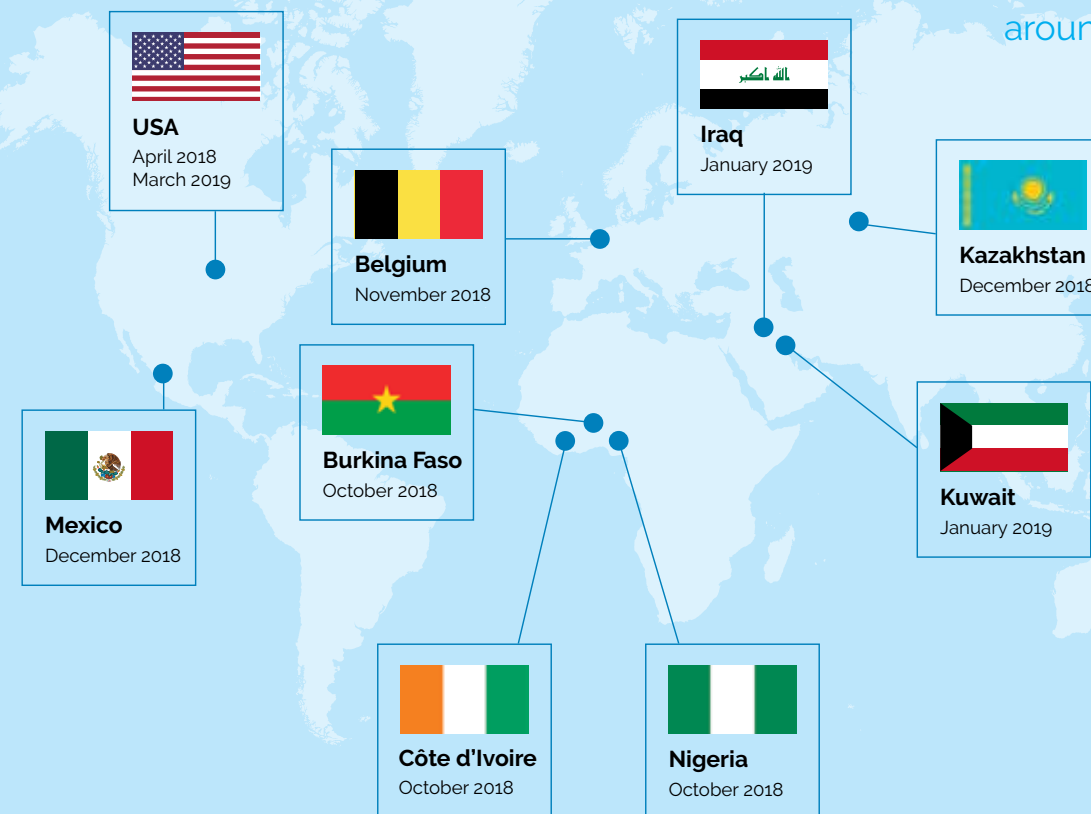 aroun
USA
April 2018
March 2019
Iraq
January 2019
الله اكبر
Belgium
November 2018
Kazakhstan
December 2018
Burkina Faso
October 2018
Kuwait
January 2019
Mexico
December 2018
Côte d'Ivoire
October 2018
Nigeria
October 2018